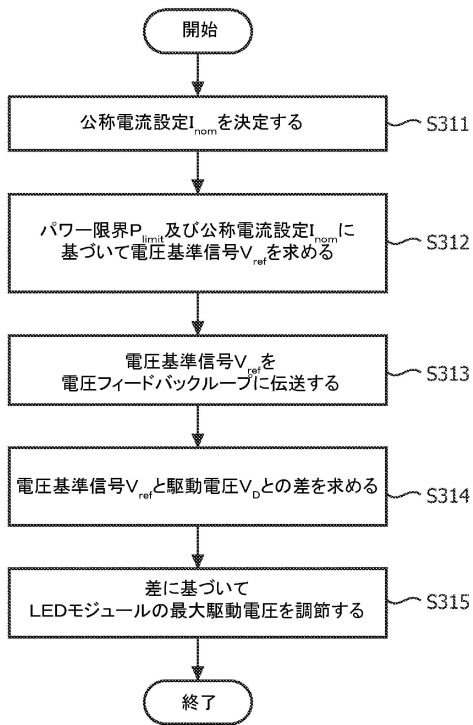 開始
公称電流設定Inomを決定する
S311
パワー限界Plimit及び公称電流設定Inomに
基づいて電圧基準信号Vrefを求める
S312
電圧基準信号Vrefを
電圧フィードバックループに伝送する
S313
電圧基準信号Vrefと駆動電圧VDとの差を求める
S314
差に基づいて
LEDモジュールの最大駆動電圧を調節する
S315
終了